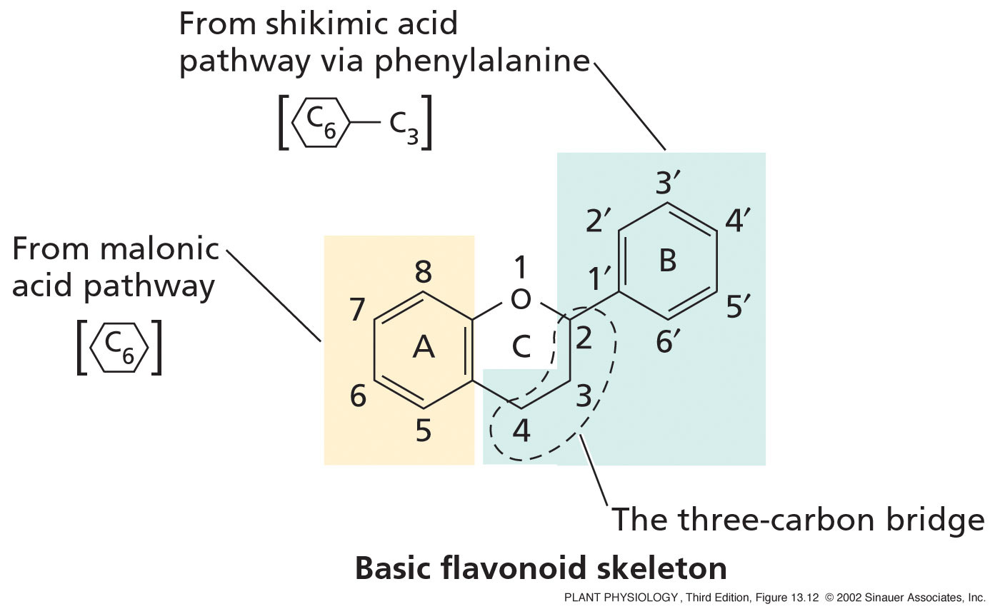 From shikimic acid
pathway via phenylalanine
[C6 — C3]
From malonic
acid pathway
[C6]
3′
2′
4′
B
1′
5′
6′
8
1
7
O
A
C
2
6
3
5
4
The three-carbon bridge
Basic flavonoid skeleton
PLANT PHYSIOLOGY, Third Edition, Figure 13.12 © 2002 Sinauer Associates, Inc.